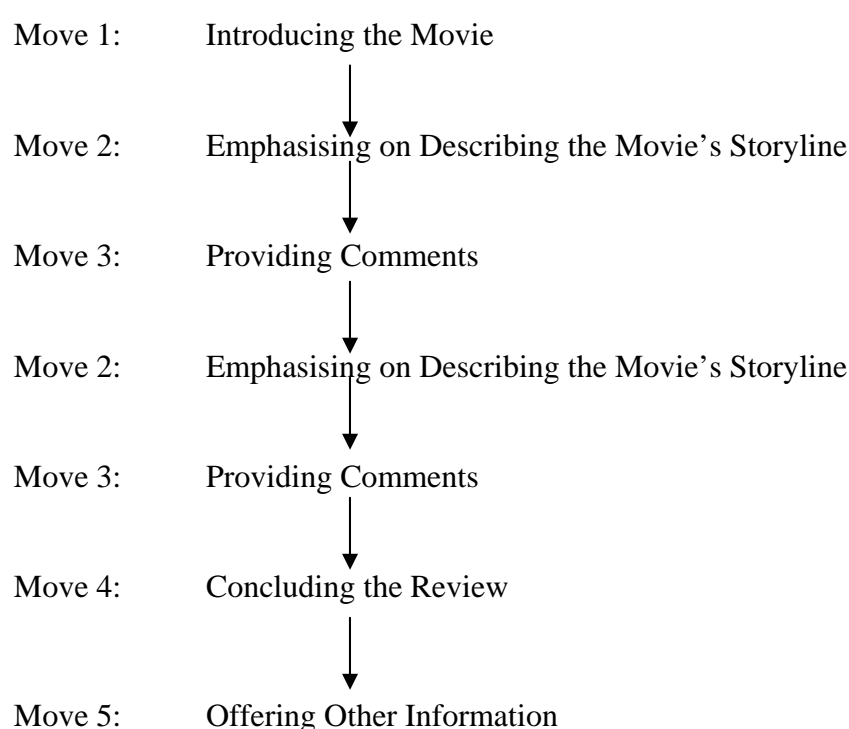 Move 1: Introducing the Movie
Move 2: Emphasising on Describing the Movie's Storyline
Move 3: Providing Comments
Move 2: Emphasising on Describing the Movie's Storyline
Move 3: Providing Comments
Move 4: Concluding the Review
Move 5: Offering Other Information